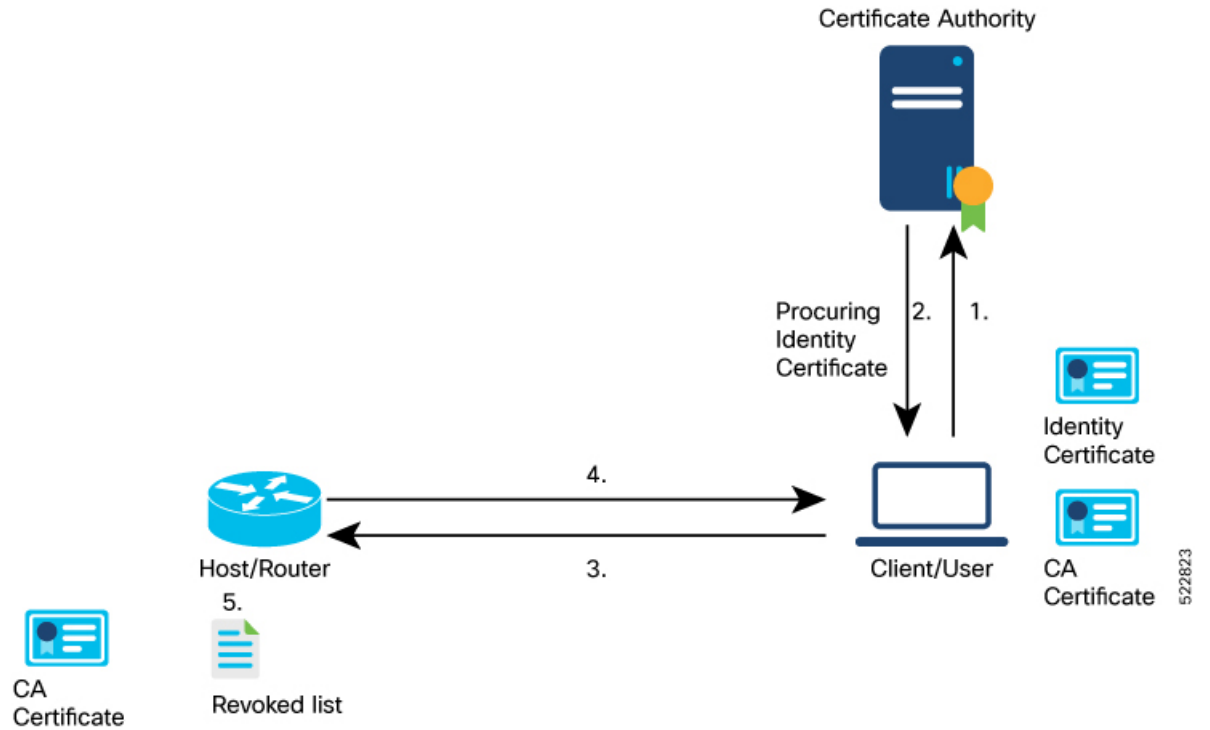 Certificate Authority
Procuring
Identity
Certificate
2.
1.
Identity
Certificate
4.
Host/Router
3.
Client/User
CA
Certificate
522823
5.
CA
Certificate
Revoked list